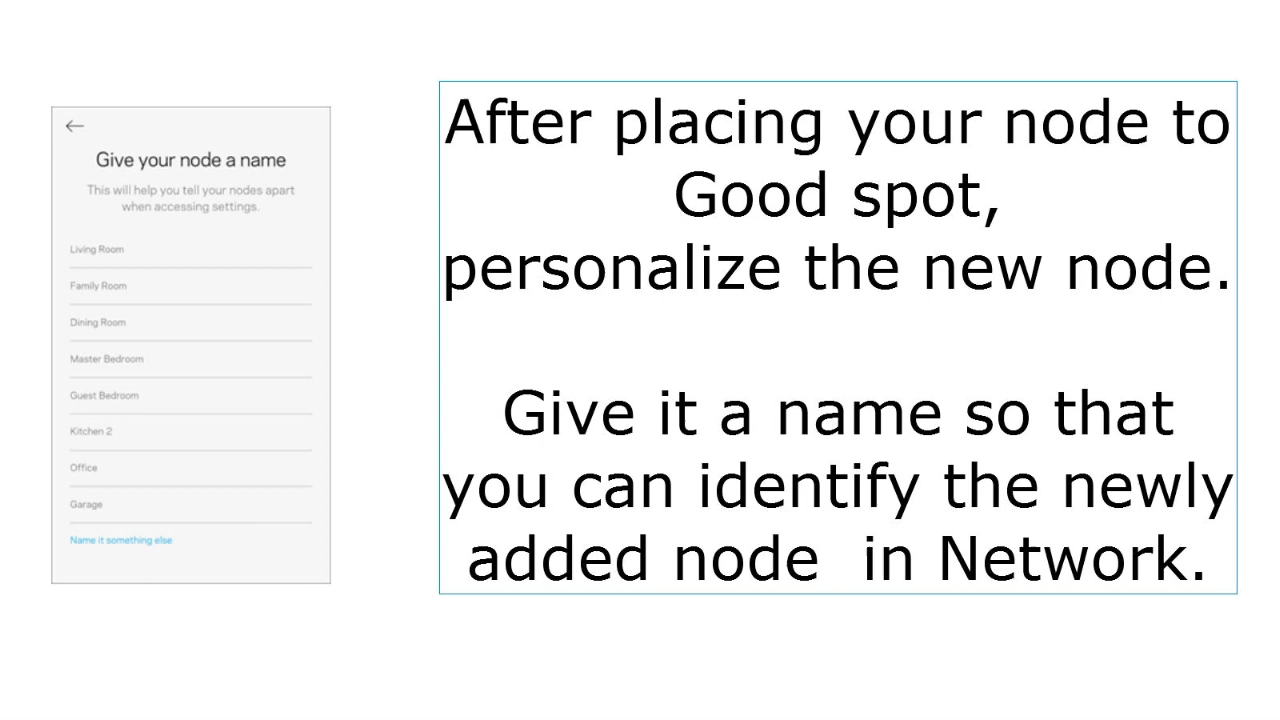 Give your node a name
This will help you tell your nodes apart
when accessing settings.
Living Room
Family Room
Dining Room
Master Bedroom
Guest Bedroom
Kitchen 2
Office
Garage
Name it something else
After placing your node to
Good spot,
personalize the new node.
Give it a name so that
you can identify the newly
added node  in Network.